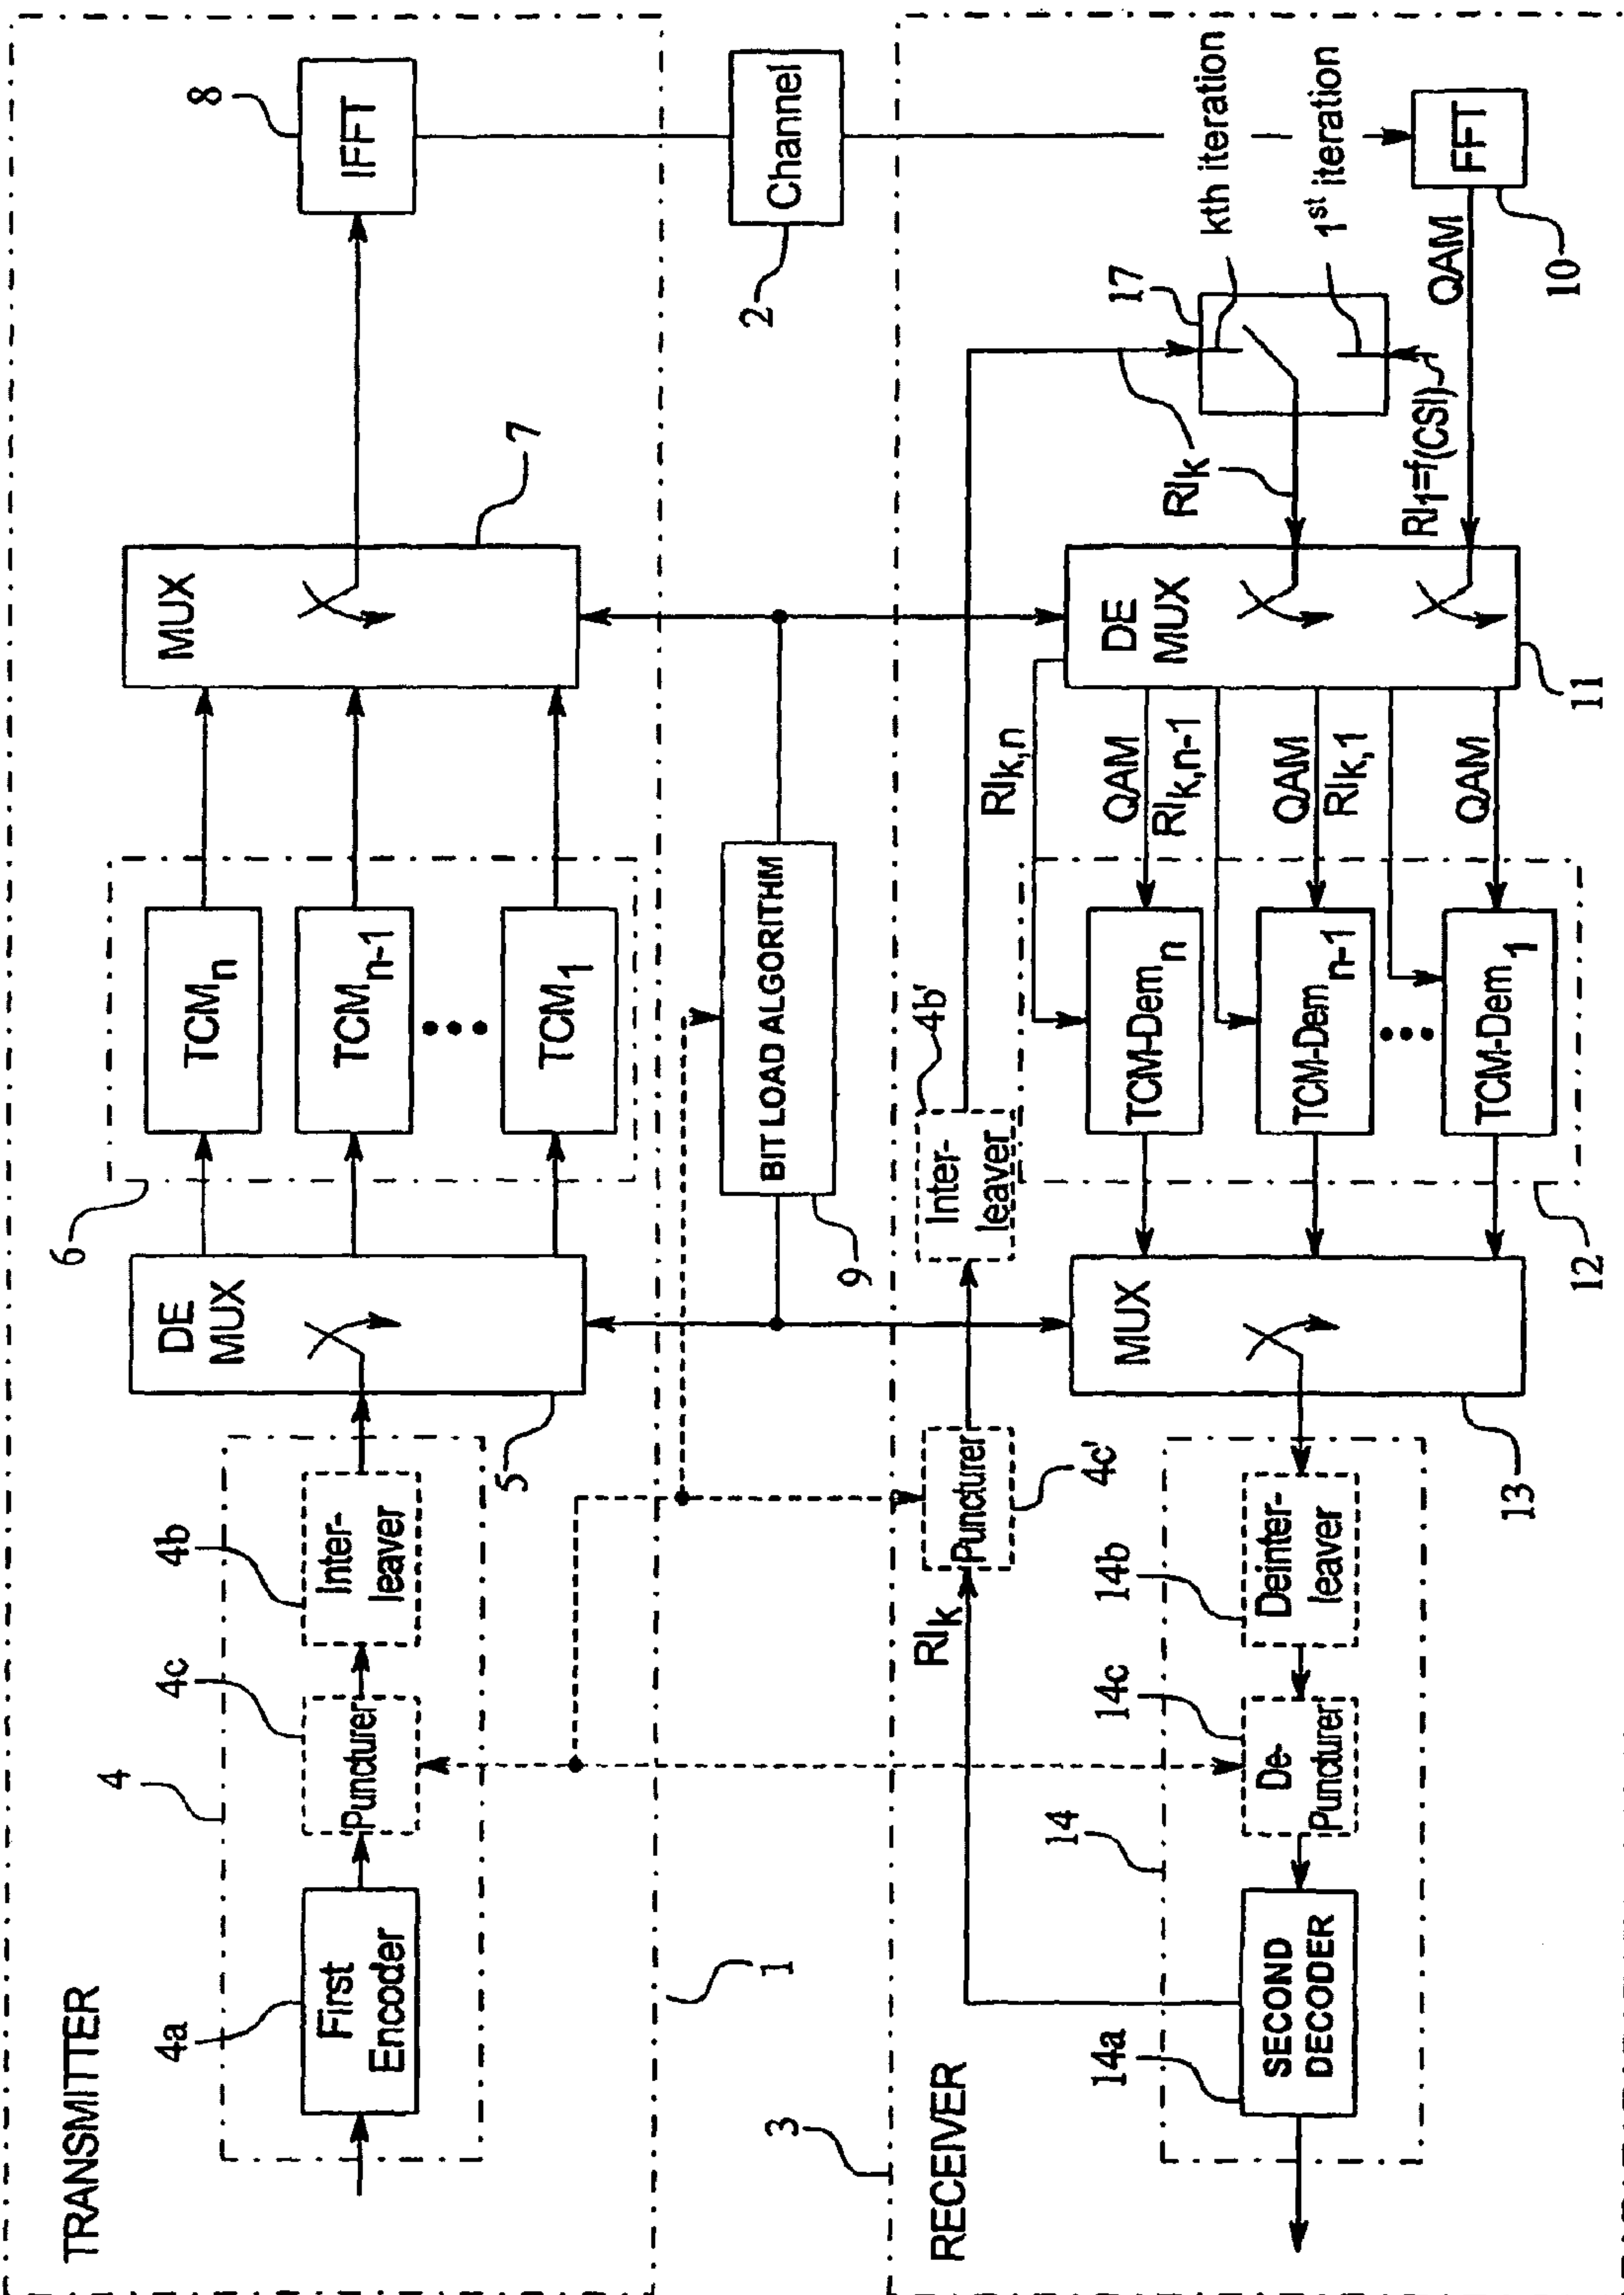 TRANSMITTER
4
4a
First
Encoder
4c
Puncturer
4b
Inter-
leaver
5
DE
MUX
6
TCMn
TCMn-1
TCM1
MUX
7
8
IFFT
9
BIT LOAD ALGORITHM
2
Channel
1
3
RECEIVER
RIk
Puncturer
4c'
Inter-
leaver
4b'
17
kth iteration
1st iteration
RIk
RI1=f(CSI)
QAM
FFT
10
DE
MUX
11
RIk,n
QAM
RIk,n-1
QAM
RIk,1
QAM
TCM-Demn
TCM-Demn-1
TCM-Dem1
12
MUX
13
14
14b
Deinter-
leaver
14c
De-
Puncturer
14a
SECOND
DECODER